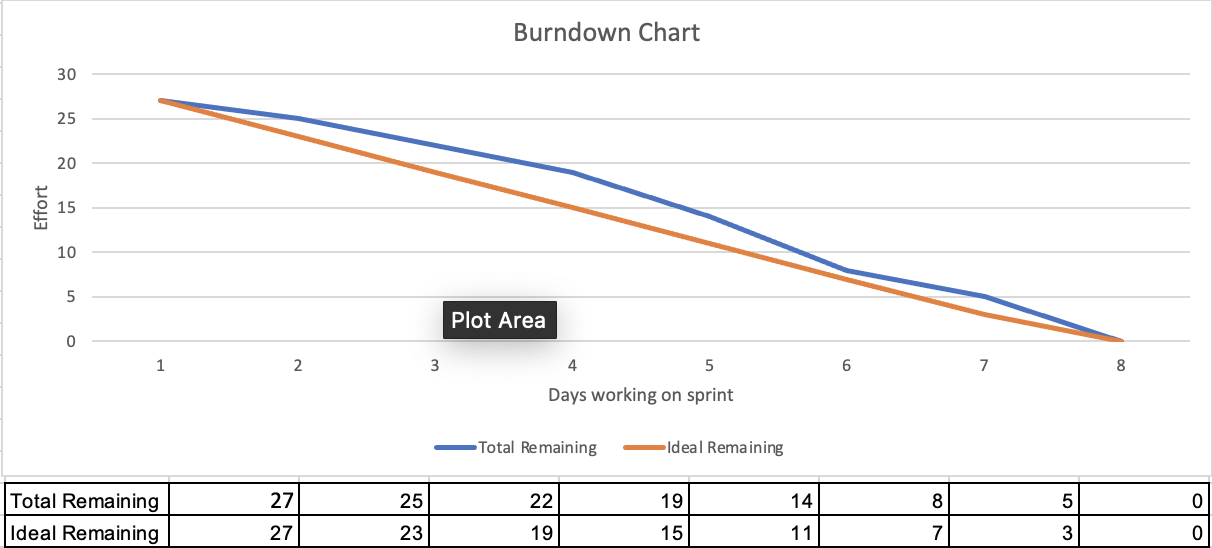 Burndown Chart
30
25
20
15
10
5
0
Effort
Plot Area
1 2 3 4 5 6 7 8
Days working on sprint
Total Remaining Ideal Remaining
Total Remaining 27 25 22 19 14 8 5 0
Ideal Remaining 27 23 19 15 11 7 3 0